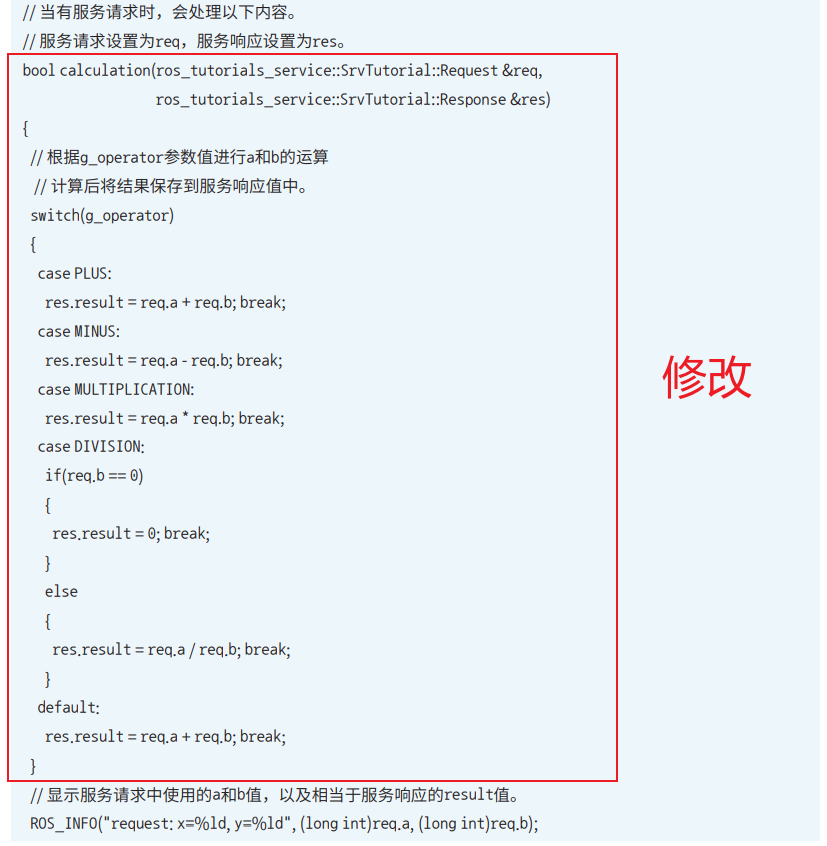 // 当有服务请求时，会处理以下内容。
// 服务请求设置为req，服务响应设置为res。
bool calculation(ros_tutorials_service::SrvTutorial::Request &req,
ros_tutorials_service::SrvTutorial::Response &res)
{
// 根据g_operator参数值进行a和b的运算
// 计算后将结果保存到服务响应值中。
switch(g_operator)
{
case PLUS:
res.result = req.a + req.b; break;
case MINUS:
res.result = req.a - req.b; break;
case MULTIPLICATION:
res.result = req.a * req.b; break;
case DIVISION:
if(req.b == 0)
{
res.result = 0; break;
}
else
{
res.result = req.a / req.b; break;
}
default:
res.result = req.a + req.b; break;
}
修改
// 显示服务请求中使用的a和b值，以及相当于服务响应的result值。
ROS_INFO("request: x=%ld, y=%ld", (long int)req.a, (long int)req.b);